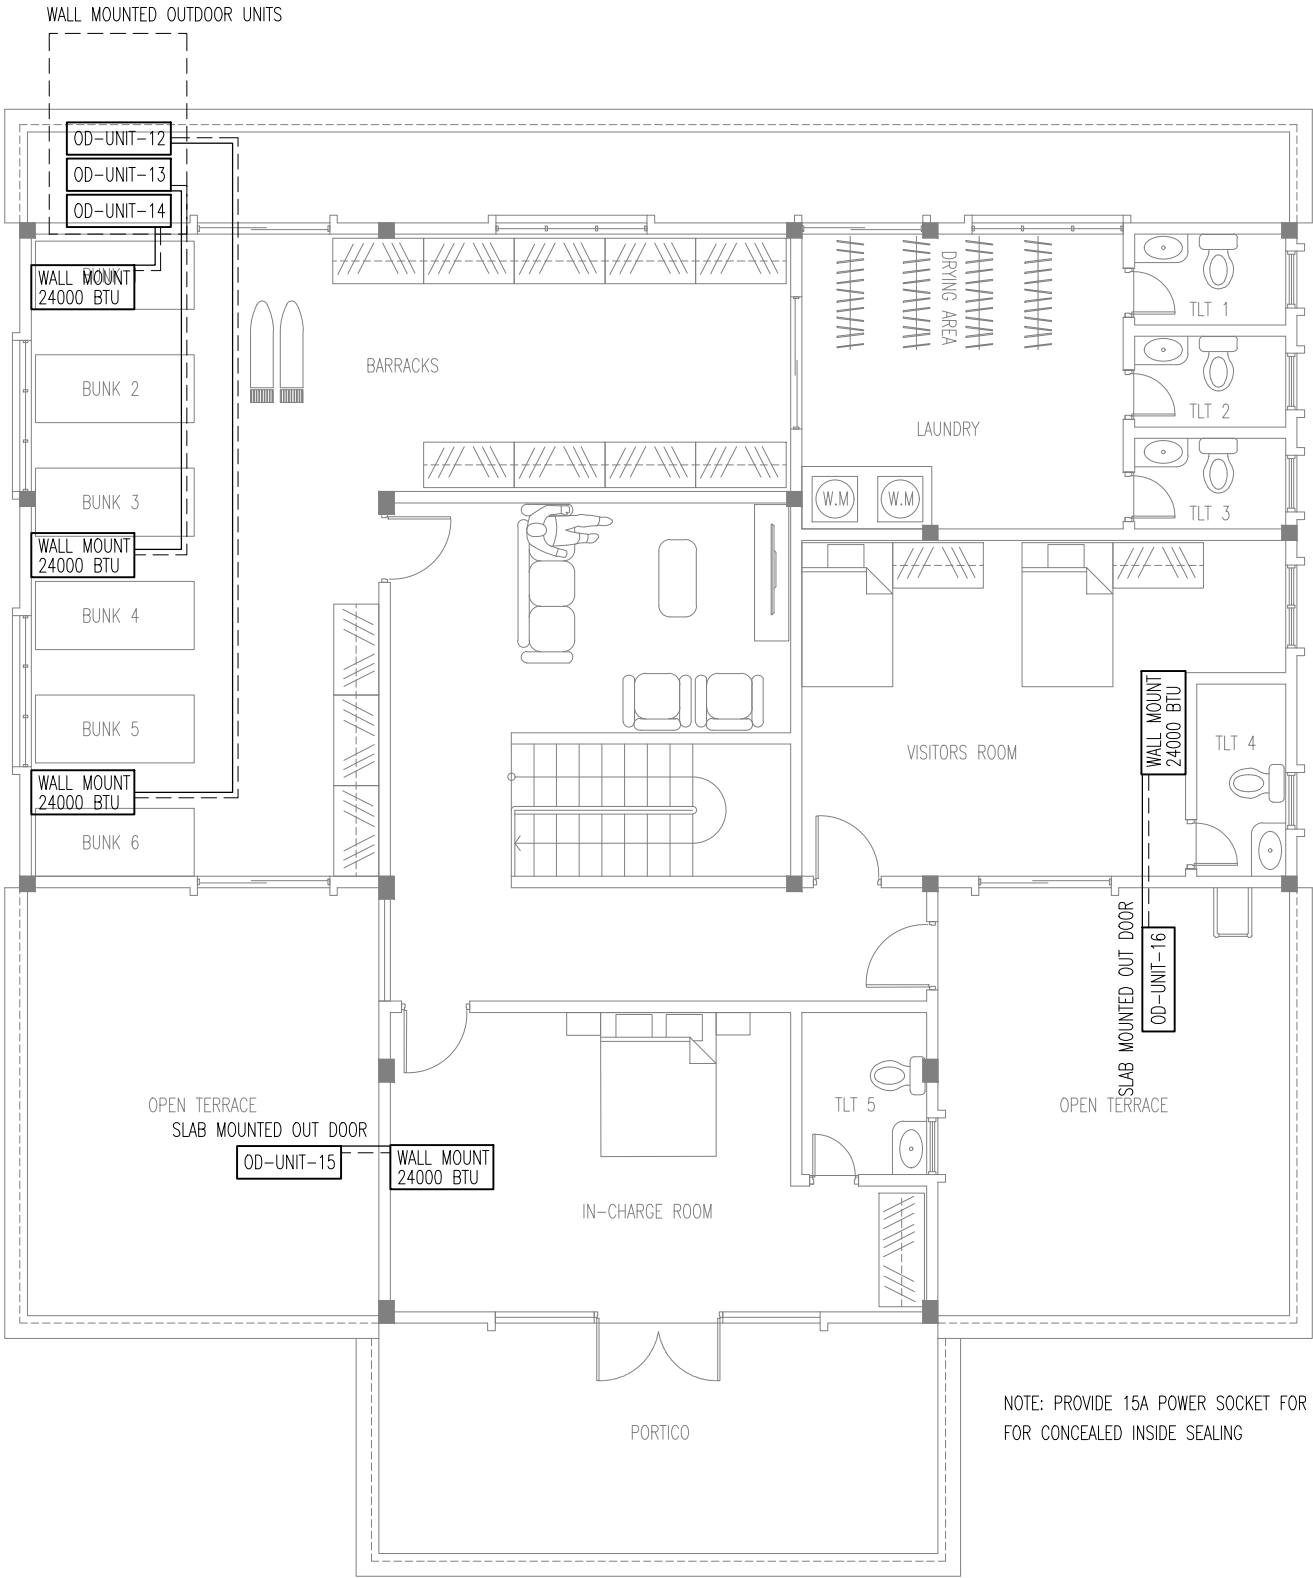 WALL MOUNTED OUTDOOR UNITS
OD-UNIT-12
OD-UNIT-13
OD-UNIT-14
BUNK
WALL MOUNT
24000 BTU
BUNK 2
BUNK 3
WALL MOUNT
24000 BTU
BUNK 4
BUNK 5
WALL MOUNT
24000 BTU
BUNK 6
BARRACKS
DRYING AREA
LAUNDRY
W.M
W.M
TLT 1
TLT 2
TLT 3
VISITORS ROOM
WALL MOUNT
24000 BTU
TLT 4
SLAB MOUNTED OUT DOOR
OD-UNIT-16
OPEN TERRACE
SLAB MOUNTED OUT DOOR
OD-UNIT-15
WALL MOUNT
24000 BTU
TLT 5
IN-CHARGE ROOM
OPEN TERRACE
PORTICO
NOTE: PROVIDE 15A POWER SOCKET FOR
FOR CONCEALED INSIDE SEALING